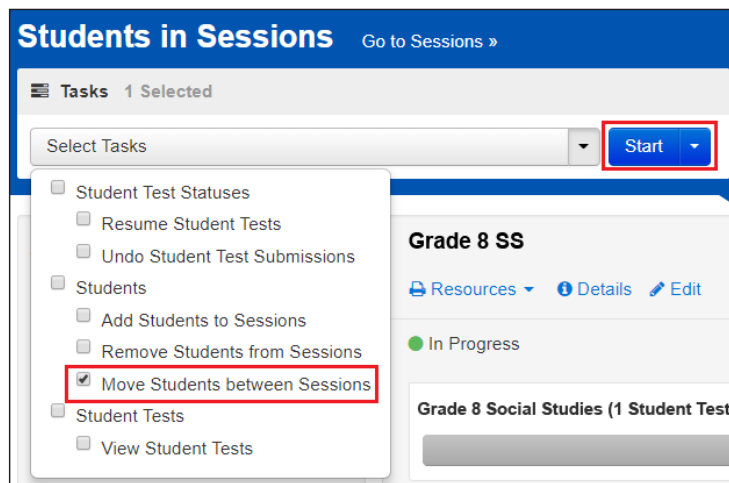 Students in Sessions Go to Sessions »
Tasks 1 Selected
Select Tasks
Start
Student Test Statuses
Resume Student Tests
Undo Student Test Submissions
Students
Add Students to Sessions
Remove Students from Sessions
Move Students between Sessions
Student Tests
View Student Tests
Grade 8 SS
Resources Details Edit
In Progress
Grade 8 Social Studies (1 Student Test